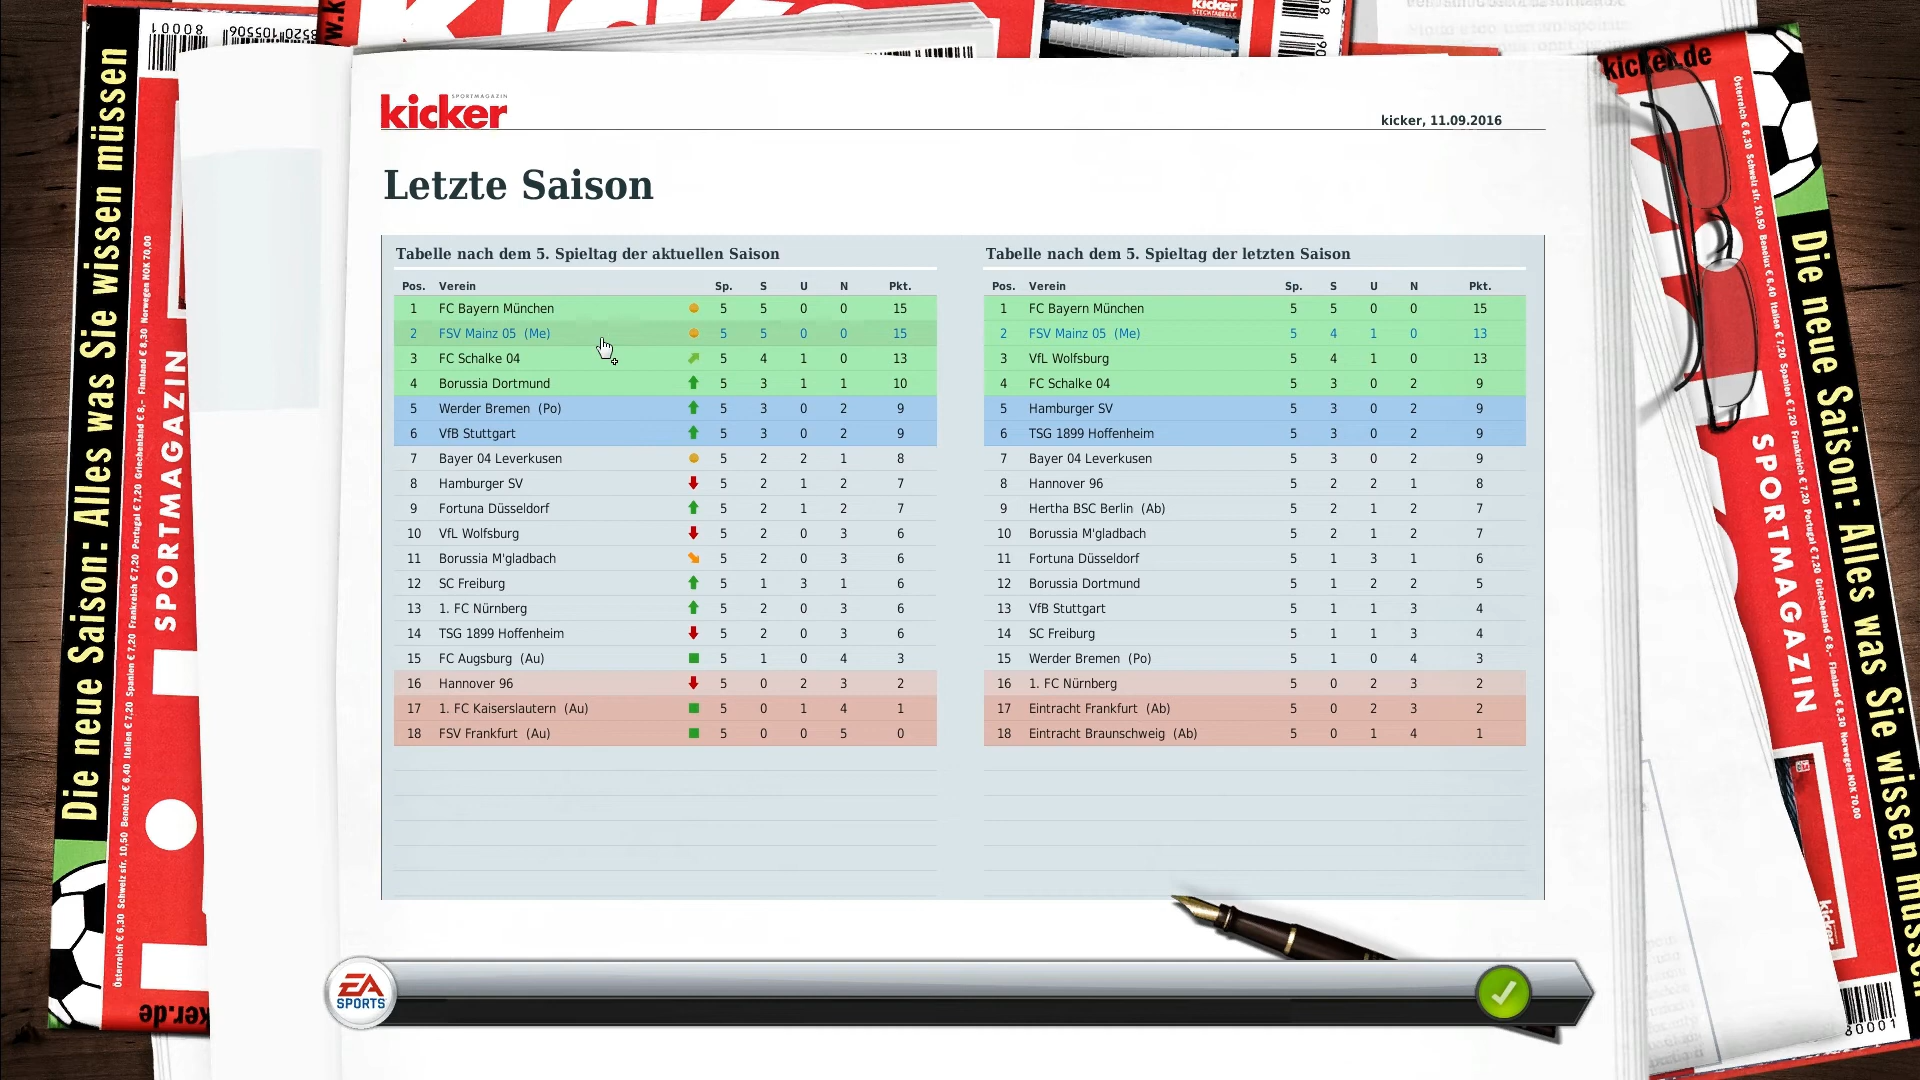 kicker.de
Die neue Saison: Alles was Sie wissen müssen
SPORTMAGAZIN
kicker
SPORTMAGAZIN
kicker, 11.09.2016
Letzte Saison
Tabelle nach dem 5. Spieltag der aktuellen Saison
Pos. Verein Sp. S U N Pkt.
1 FC Bayern München 5 5 0 0 15
2 FSV Mainz 05 (Me) 5 5 0 0 15
3 FC Schalke 04 5 4 1 0 13
4 Borussia Dortmund 5 3 1 1 10
5 Werder Bremen (Po) 5 3 0 2 9
6 VfB Stuttgart 5 3 0 2 9
7 Bayer 04 Leverkusen 5 2 2 1 8
8 Hamburger SV 5 2 1 2 7
9 Fortuna Düsseldorf 5 2 1 2 7
10 VfL Wolfsburg 5 2 0 3 6
11 Borussia M'gladbach 5 2 0 3 6
12 SC Freiburg 5 1 3 1 6
13 1. FC Nürnberg 5 2 0 3 6
14 TSG 1899 Hoffenheim 5 2 0 3 6
15 FC Augsburg (Au) 5 1 0 4 3
16 Hannover 96 5 0 2 3 2
17 1. FC Kaiserslautern (Au) 5 0 1 4 1
18 FSV Frankfurt (Au) 5 0 0 5 0
Tabelle nach dem 5. Spieltag der letzten Saison
Pos. Verein Sp. S U N Pkt.
1 FC Bayern München 5 5 0 0 15
2 FSV Mainz 05 (Me) 5 4 1 0 13
3 VfL Wolfsburg 5 4 1 0 13
4 FC Schalke 04 5 3 0 2 9
5 Hamburger SV 5 3 0 2 9
6 TSG 1899 Hoffenheim 5 3 0 2 9
7 Bayer 04 Leverkusen 5 3 0 2 9
8 Hannover 96 5 2 2 1 8
9 Hertha BSC Berlin (Ab) 5 2 1 2 7
10 Borussia M'gladbach 5 2 1 2 7
11 Fortuna Düsseldorf 5 1 3 1 6
12 Borussia Dortmund 5 1 2 2 5
13 VfB Stuttgart 5 1 1 3 4
14 SC Freiburg 5 1 1 3 4
15 Werder Bremen (Po) 5 1 0 4 3
16 1. FC Nürnberg 5 0 2 3 2
17 Eintracht Frankfurt (Ab) 5 0 2 3 2
18 Eintracht Braunschweig (Ab) 5 0 1 4 1
EA
SPORTS
kicker.de
Die neue Saison: Alles was Sie wissen müssen
SPORTMAGAZIN
kicker
80001